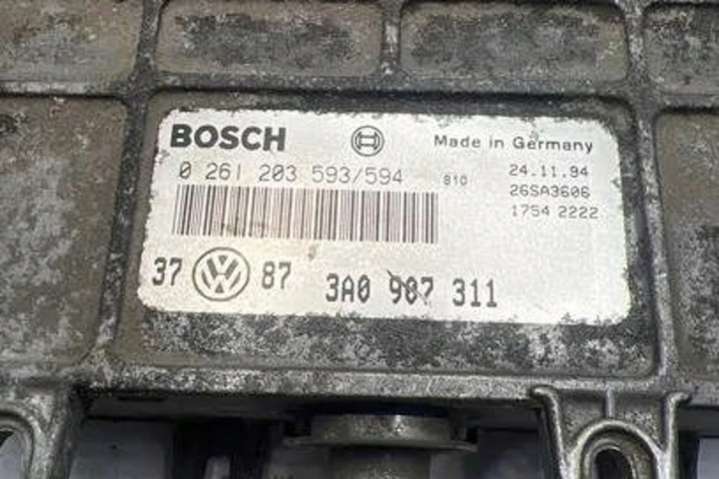 BOSCH Made in Germany
0 261 203 593/594 810 24.11.94
26SA3606
1754 2222
37 VW 87 3A0 907 311